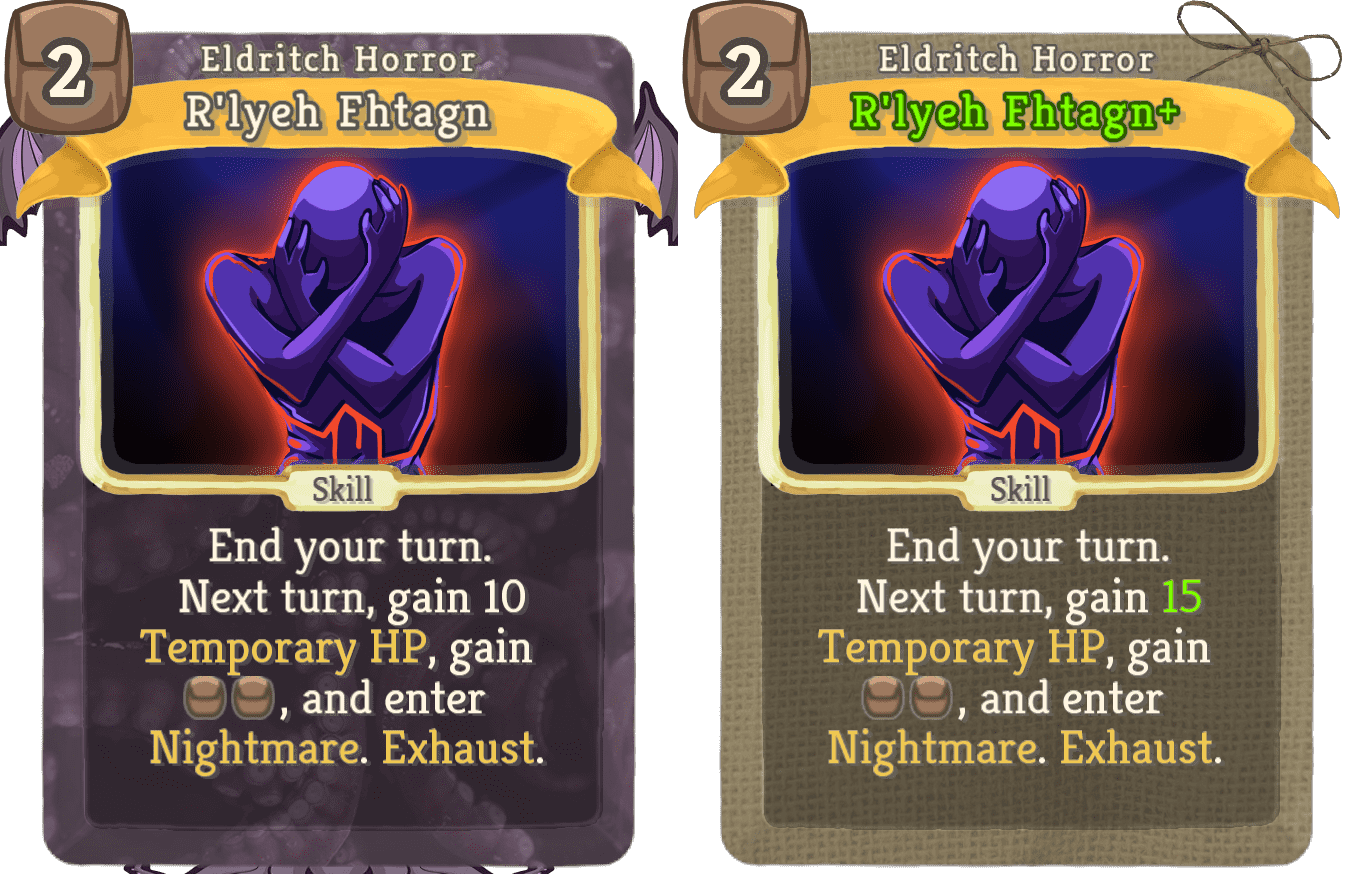 2
Eldritch Horror
R'lyeh Fhtagn
Skill
End your turn.
Next turn, gain 10
Temporary HP, gain
, and enter
Nightmare. Exhaust.
2
Eldritch Horror
R'lyeh Fhtagn+
Skill
End your turn.
Next turn, gain 15
Temporary HP, gain
, and enter
Nightmare. Exhaust.